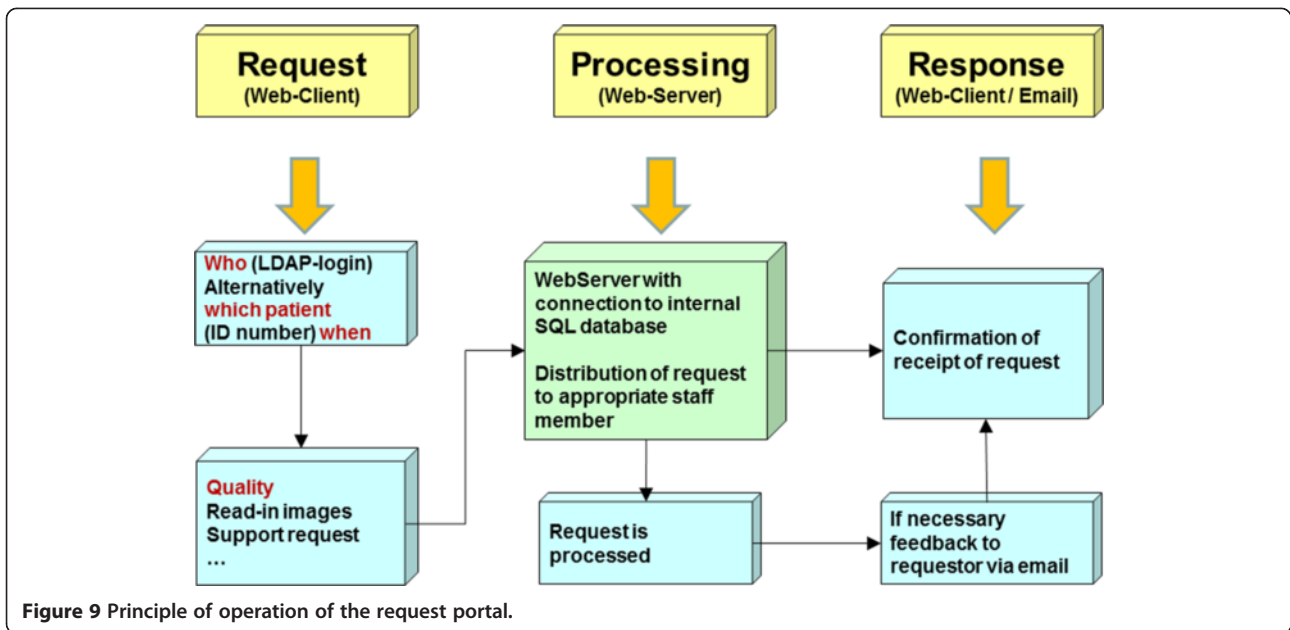 Request
(Web-Client)
Processing
(Web-Server)
Response
(Web-Client / Email)
Who (LDAP-login)
Alternatively
which patient
(ID number) when
WebServer with
connection to internal
SQL database
Distribution of request
to appropriate staff
member
Confirmation of
receipt of request
Quality
Read-in images
Support request
...
Request is
processed
If necessary
feedback to
requestor via email
Figure 9 Principle of operation of the request portal.